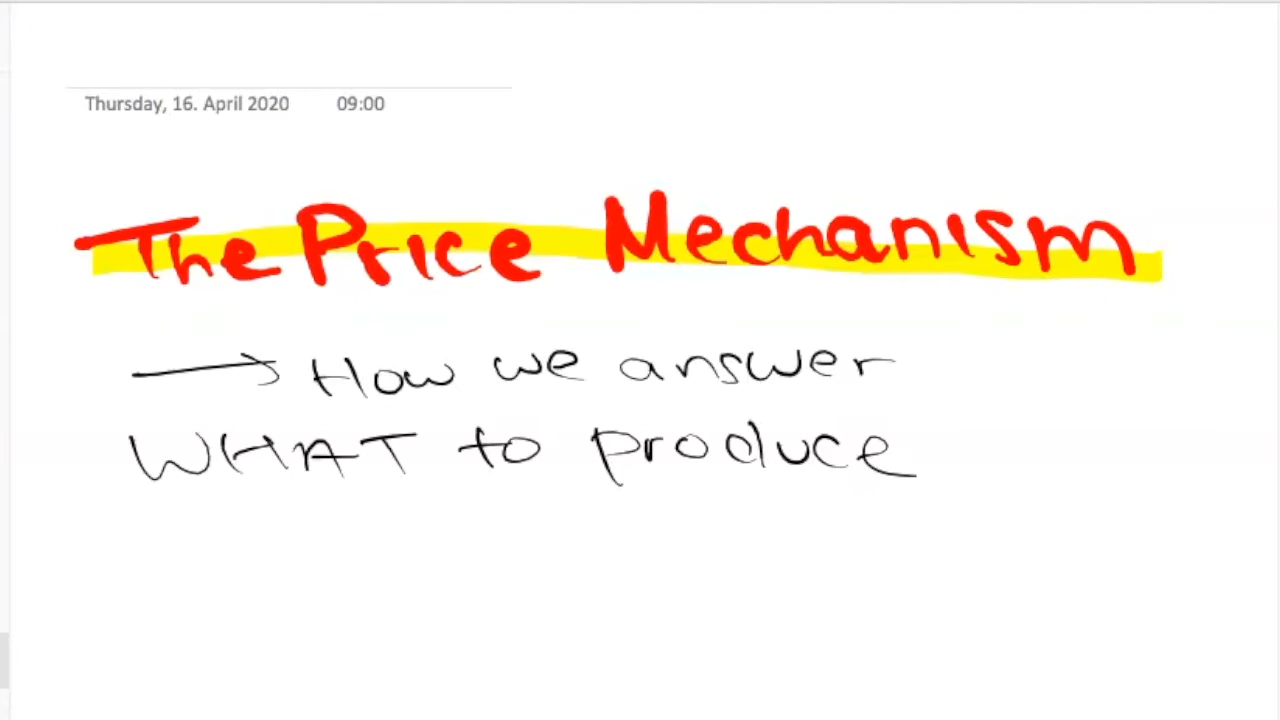 Thursday, 16. April 2020 09:00
The Price Mechanism
→ How we answer
WHAT to produce